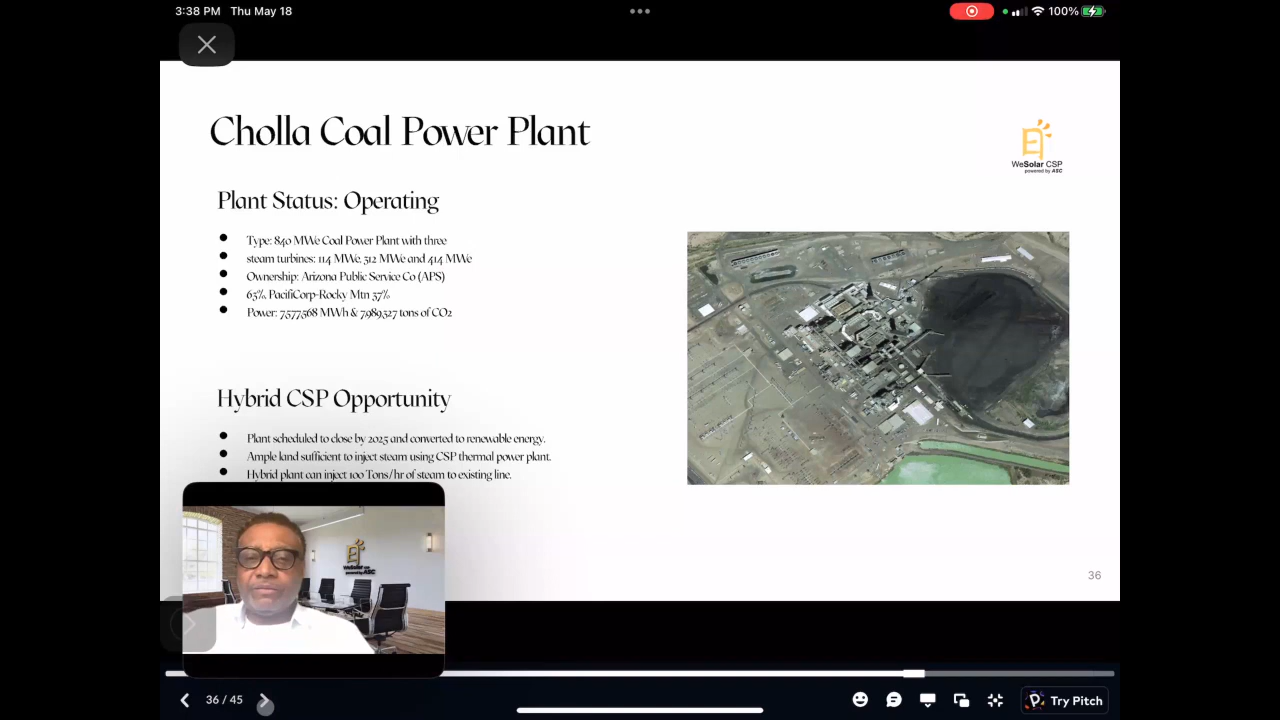 3:38 PM Thu May 18
100%
Cholla Coal Power Plant
WeSolar CSP
powered by ASC
Plant Status: Operating
Type: 840 MWe Coal Power Plant with three
steam turbines: 114 MWe, 312 MWe and 414 MWe
Ownership: Arizona Public Service Co (APS)
63%, PacifiCorp-Rocky Mtn 37%
Power: 7,577,568 MWh & 7,989,527 tons of CO2
Hybrid CSP Opportunity
Plant scheduled to close by 2025 and converted to renewable energy.
Ample land sufficient to inject steam using CSP thermal power plant.
Hybrid plant can inject 100 Tons/hr of steam to existing line.
WeSolar CSP
powered by ASC
36
36 / 45
Try Pitch